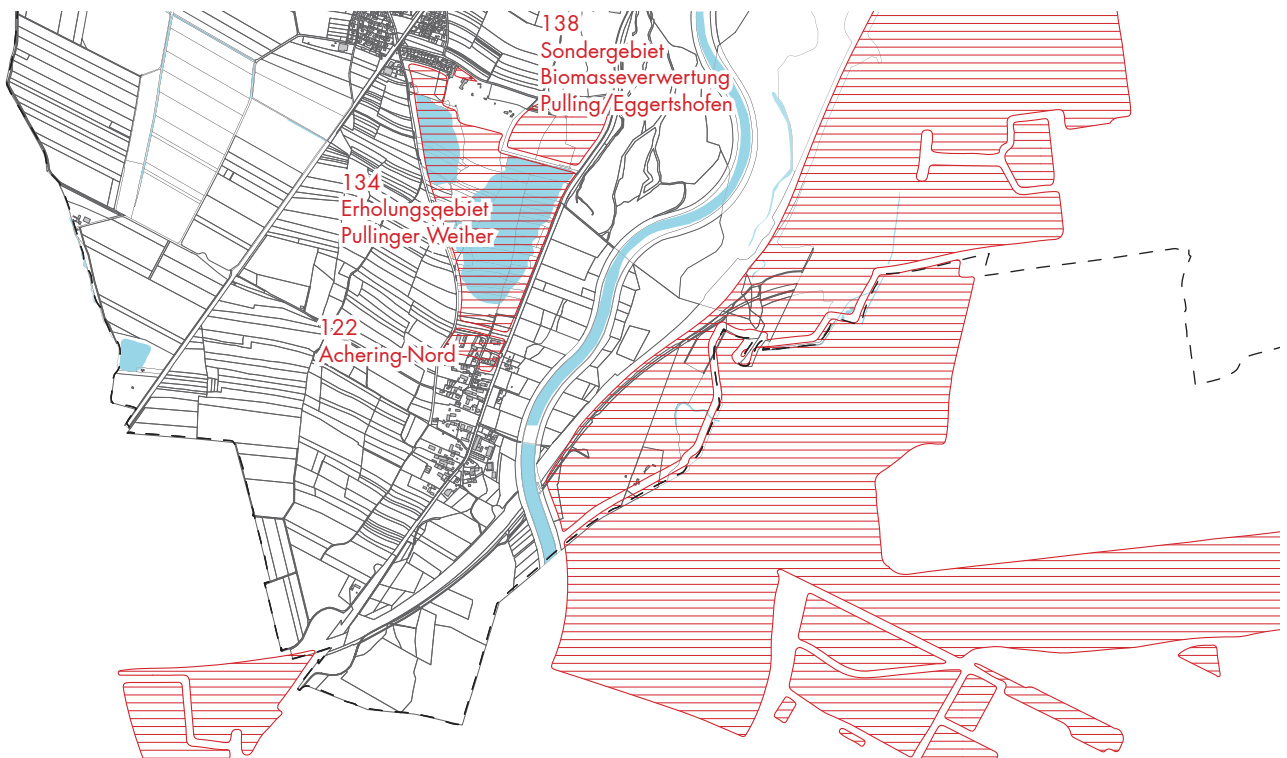 138
Sondergebiet
Biomasseverwertung
Pulling/Eggertshofen
134
Erholungsgebiet
Pullinger Weiher
122
Achering-Nord